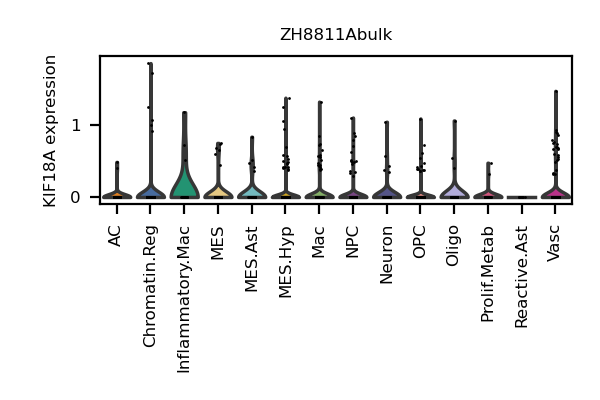 ZH8811Abulk
KIF18A expression
1
0
AC
Chromatin.Reg
Inflammatory.Mac
MES
MES.Ast
MES.Hyp
Mac
NPC
Neuron
OPC
Oligo
Prolif.Metab
Reactive.Ast
Vasc